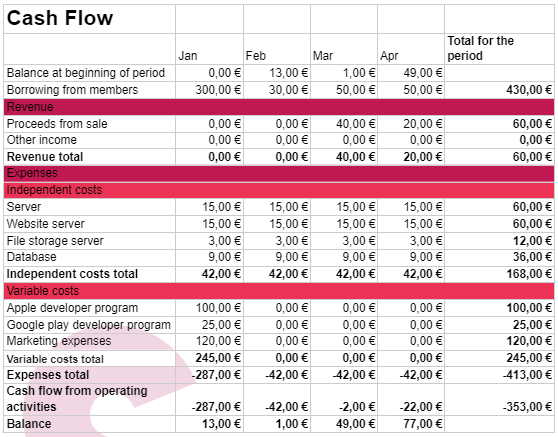 Cash Flow
Jan Feb Mar Apr Total for the period
Balance at beginning of period 0,00 € 13,00 € 1,00 € 49,00 €
Borrowing from members 300,00 € 30,00 € 50,00 € 50,00 € 430,00 €
Revenue
Proceeds from sale 0,00 € 0,00 € 40,00 € 20,00 € 60,00 €
Other income 0,00 € 0,00 € 0,00 € 0,00 € 0,00 €
Revenue total 0,00 € 0,00 € 40,00 € 20,00 € 60,00 €
Expenses
Independent costs
Server 15,00 € 15,00 € 15,00 € 15,00 € 60,00 €
Website server 15,00 € 15,00 € 15,00 € 15,00 € 60,00 €
File storage server 3,00 € 3,00 € 3,00 € 3,00 € 12,00 €
Database 9,00 € 9,00 € 9,00 € 9,00 € 36,00 €
Independent costs total 42,00 € 42,00 € 42,00 € 42,00 € 168,00 €
Variable costs
Apple developer program 100,00 € 0,00 € 0,00 € 0,00 € 100,00 €
Google play developer program 25,00 € 0,00 € 0,00 € 0,00 € 25,00 €
Marketing expenses 120,00 € 0,00 € 0,00 € 0,00 € 120,00 €
Variable costs total 245,00 € 0,00 € 0,00 € 0,00 € 245,00 €
Expenses total -287,00 € -42,00 € -42,00 € -42,00 € -413,00 €
Cash flow from operating
activities -287,00 € -42,00 € -2,00 € -22,00 € -353,00 €
Balance 13,00 € 1,00 € 49,00 € 77,00 €